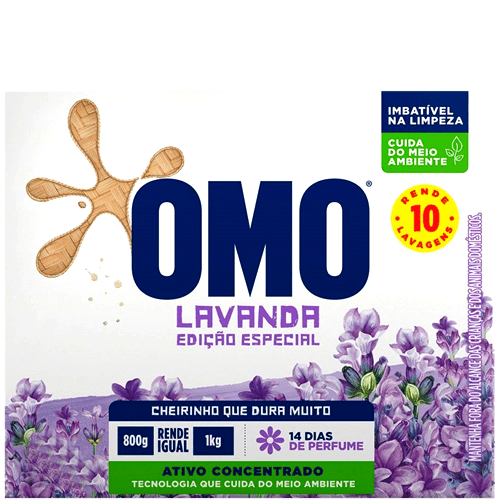 IMBATÍVEL
NA LIMPEZA
CUIDA
DO MEIO
AMBIENTE
OMO®
RENDE
10
LAVAGENS
LAVANDA
EDIÇÃO ESPECIAL
MANTENHA FORA DO ALCANCE DAS CRIANÇAS E DOS ANIMAIS DOMÉSTICOS.
CHEIRINHO QUE DURA MUITO
800g RENDE IGUAL 1kg
14 DIAS
DE PERFUME
ATIVO CONCENTRADO
TECNOLOGIA QUE CUIDA DO MEIO AMBIENTE